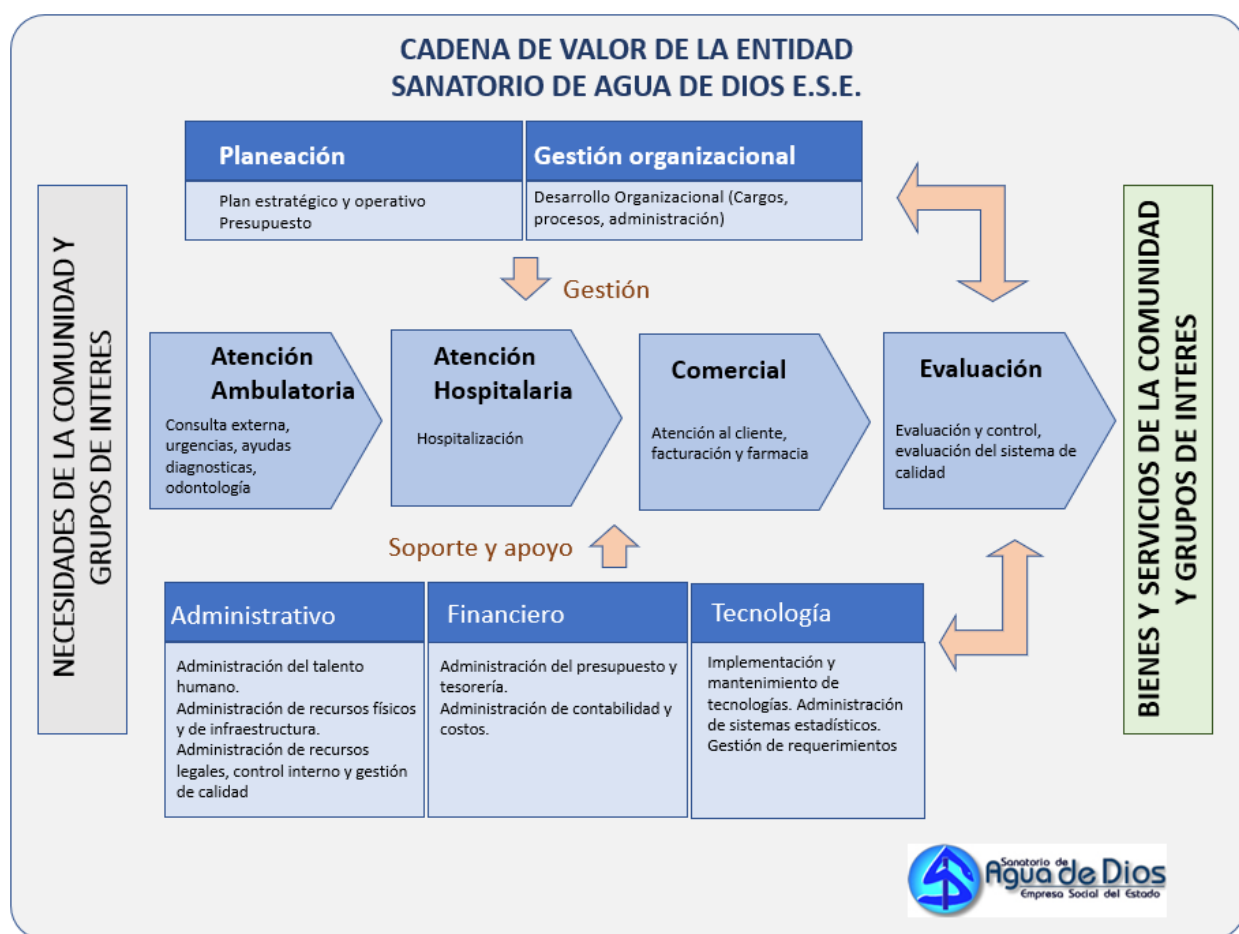 CADENA DE VALOR DE LA ENTIDAD
SANATORIO DE AGUA DE DIOS E.S.E.
Planeación
Plan estratégico y operativo
Presupuesto
Gestión organizacional
Desarrollo Organizacional (Cargos,
procesos, administración)
NECESIDADES DE LA COMUNIDAD Y
GRUPOS DE INTERES
Gestión
Atención
Ambulatoria
Consulta externa,
urgencias, ayudas
diagnosticas,
odontología
Atención
Hospitalaria
Hospitalización
Comercial
Atención al cliente,
facturación y farmacia
Evaluación
Evaluación y control,
evaluación del sistema de
calidad
BIENES Y SERVICIOS DE LA COMUNIDAD
Y GRUPOS DE INTERES
Soporte y apoyo
Administrativo
Administración del talento
humano.
Administración de recursos físicos
y de infraestructura.
Administración de recursos
legales, control interno y gestión
de calidad
Financiero
Administración del presupuesto y
tesorería.
Administración de contabilidad y
costos.
Tecnología
Implementación y
mantenimiento de
tecnologías. Administración
de sistemas estadísticos.
Gestión de requerimientos
Sanatorio de
Agua de Dios
Empresa Social del Estado